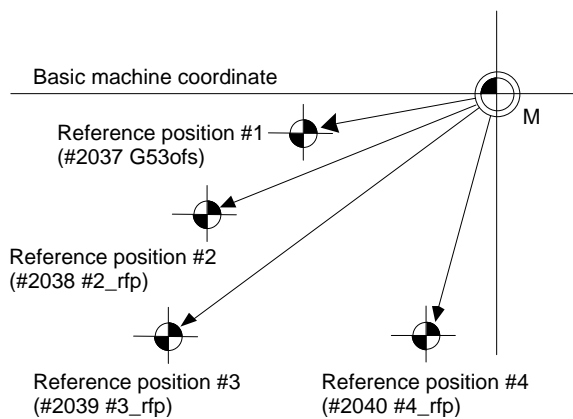 Basic machine coordinate
M
Reference position #1
(#2037 G53ofs)
Reference position #2
(#2038 #2_rfp)
Reference position #3
(#2039 #3_rfp)
Reference position #4
(#2040 #4_rfp)